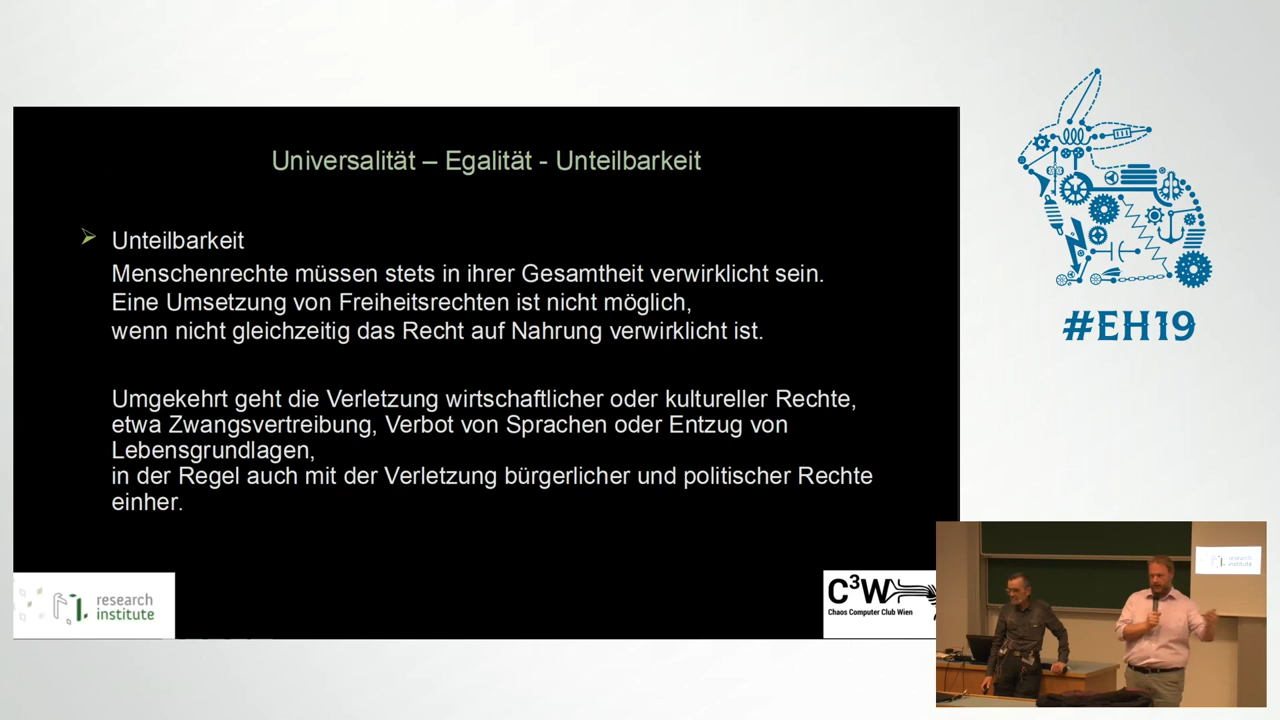 Universalität – Egalität - Unteilbarkeit
Unteilbarkeit
Menschenrechte müssen stets in ihrer Gesamtheit verwirklicht sein.
Eine Umsetzung von Freiheitsrechten ist nicht möglich,
wenn nicht gleichzeitig das Recht auf Nahrung verwirklicht ist.
Umgekehrt geht die Verletzung wirtschaftlicher oder kultureller Rechte,
etwa Zwangsvertreibung, Verbot von Sprachen oder Entzug von
Lebensgrundlagen,
in der Regel auch mit der Verletzung bürgerlicher und politischer Rechte
einher.
research
institute
C³W
Chaos Computer Club Wien
#EH19
research
institute